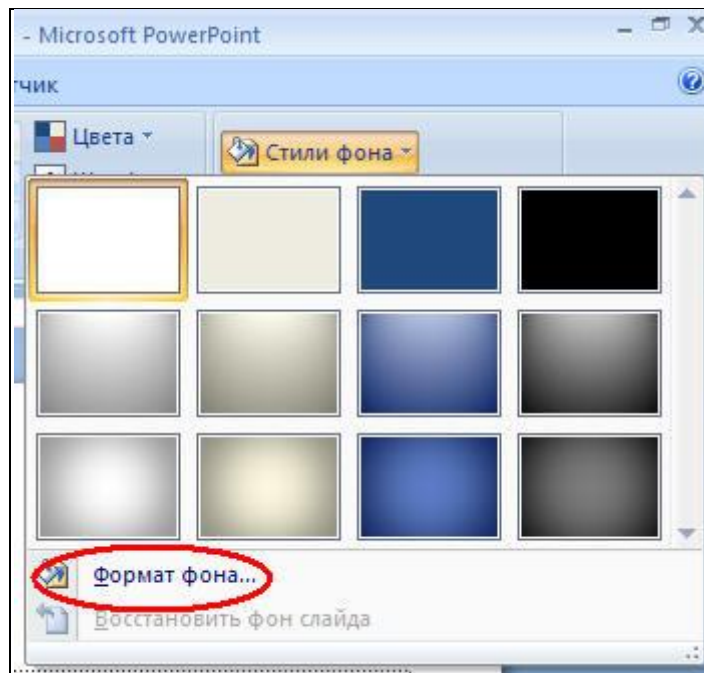 - Microsoft PowerPoint
тчик
Цвета
Стили фона
Формат фона...
Восстановить фон слайда